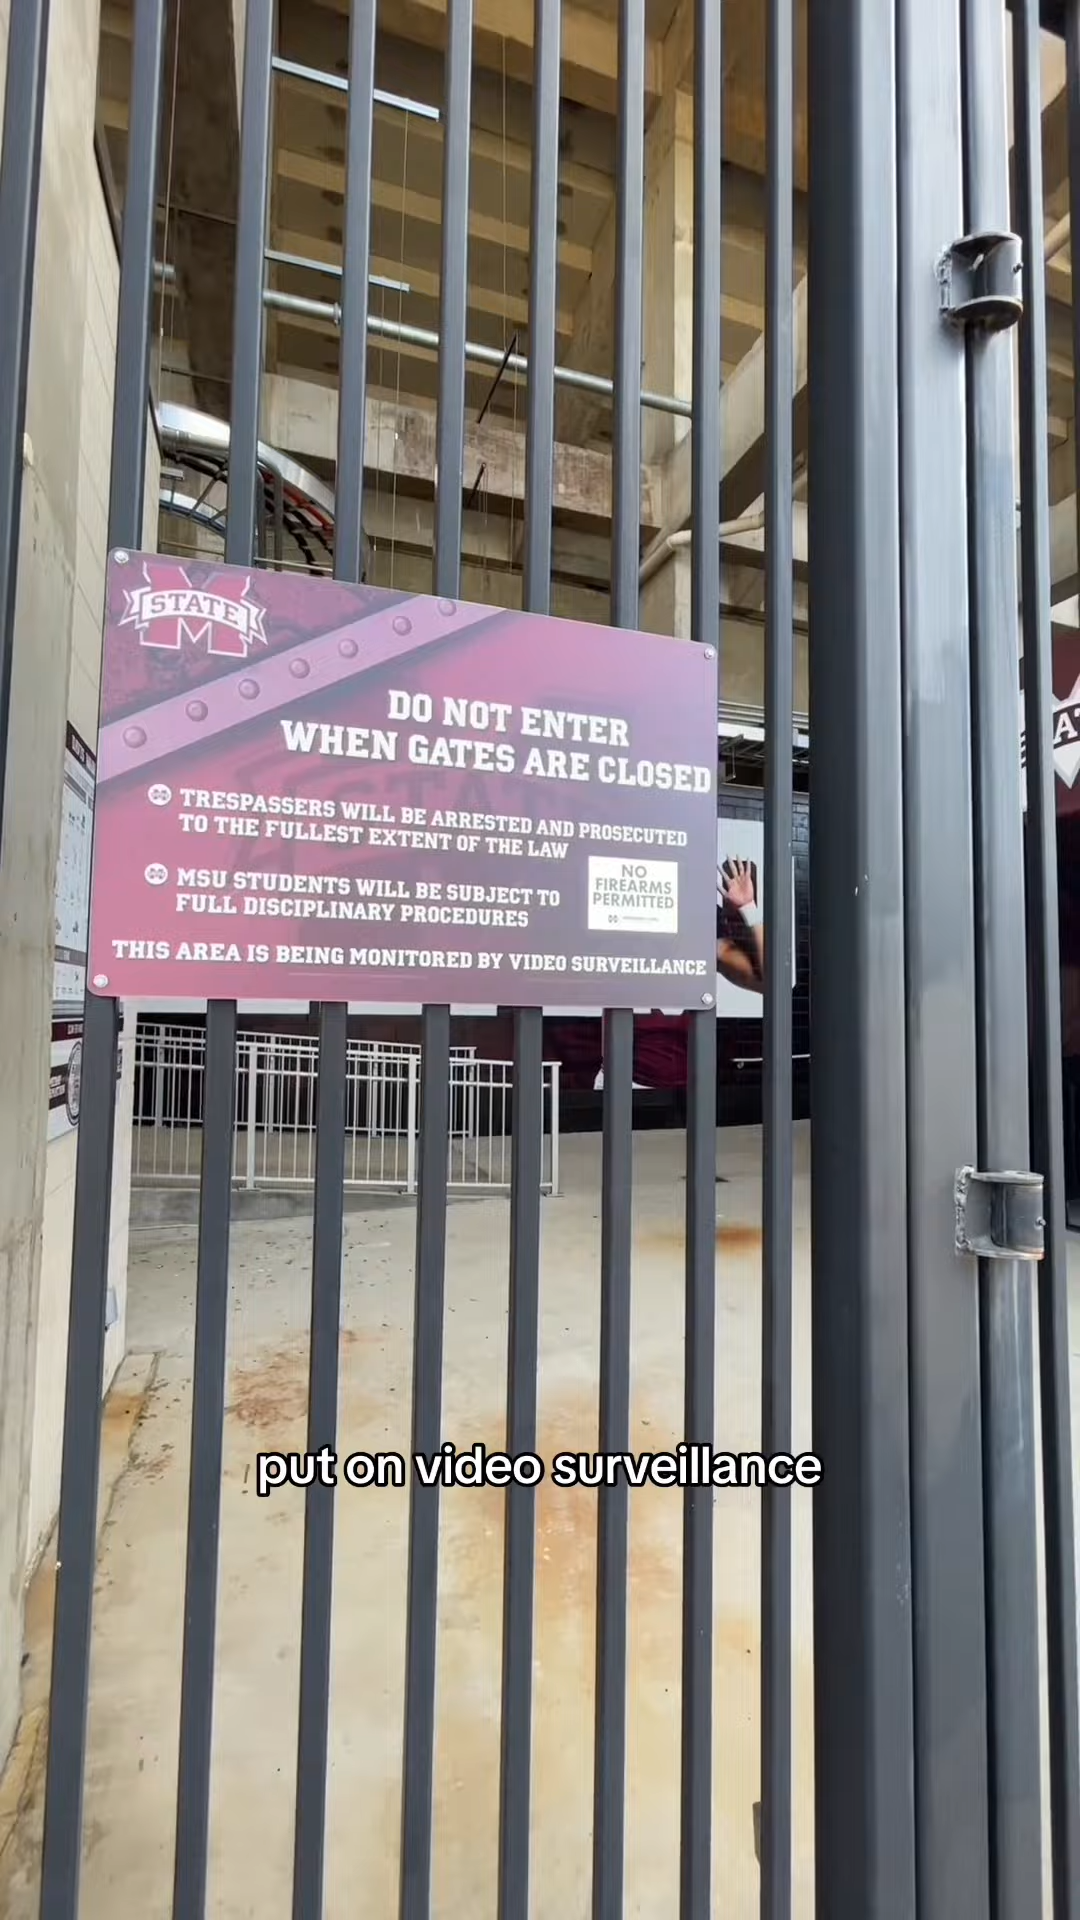 STATE
DO NOT ENTER
WHEN GATES ARE CLOSED
TRESPASSERS WILL BE ARRESTED AND PROSECUTED
TO THE FULLEST EXTENT OF THE LAW
MSU STUDENTS WILL BE SUBJECT TO
FULL DISCIPLINARY PROCEDURES
NO
FIREARMS
PERMITTED
THIS AREA IS BEING MONITORED BY VIDEO SURVEILLANCE
put on video surveillance